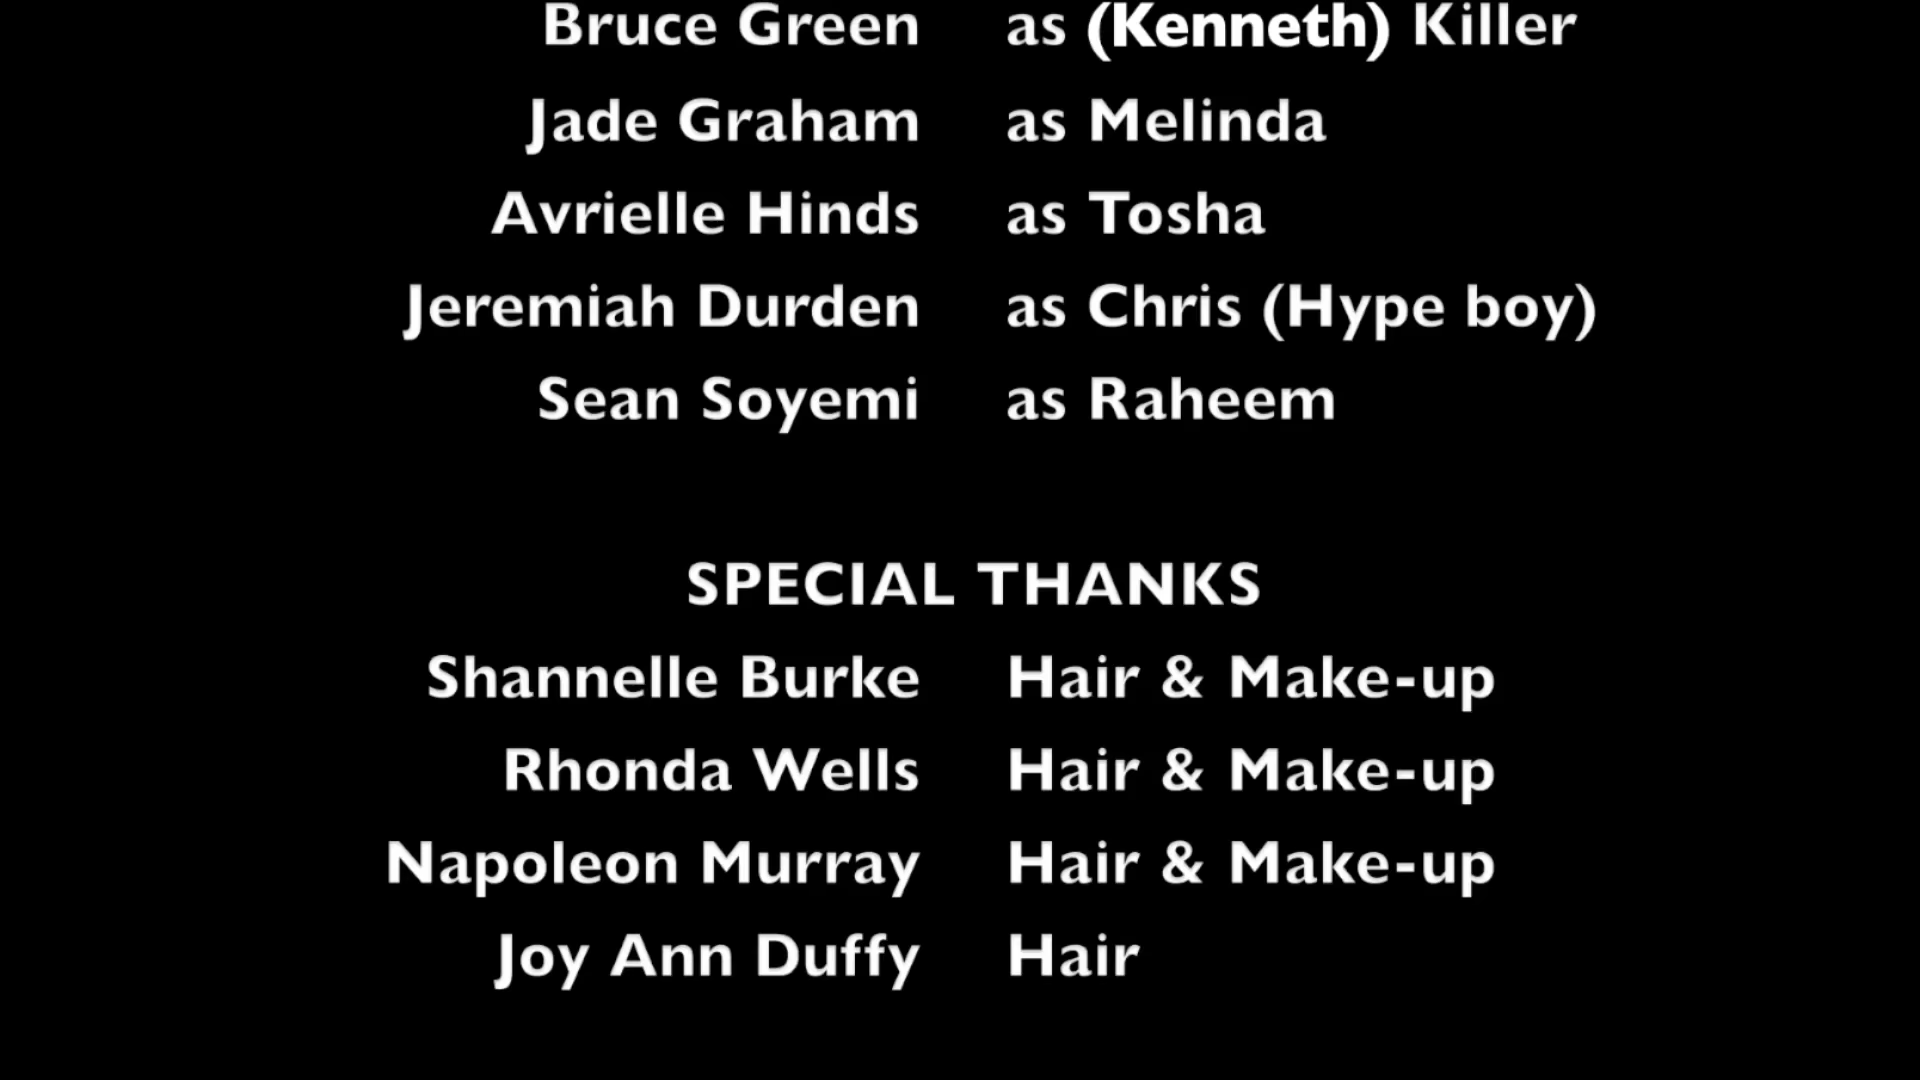 Bruce Green as (Kenneth) Killer
Jade Graham as Melinda
Avrielle Hinds as Tosha
Jeremiah Durden as Chris (Hype boy)
Sean Soyemi as Raheem
SPECIAL THANKS
Shannelle Burke Hair & Make-up
Rhonda Wells Hair & Make-up
Napoleon Murray Hair & Make-up
Joy Ann Duffy Hair